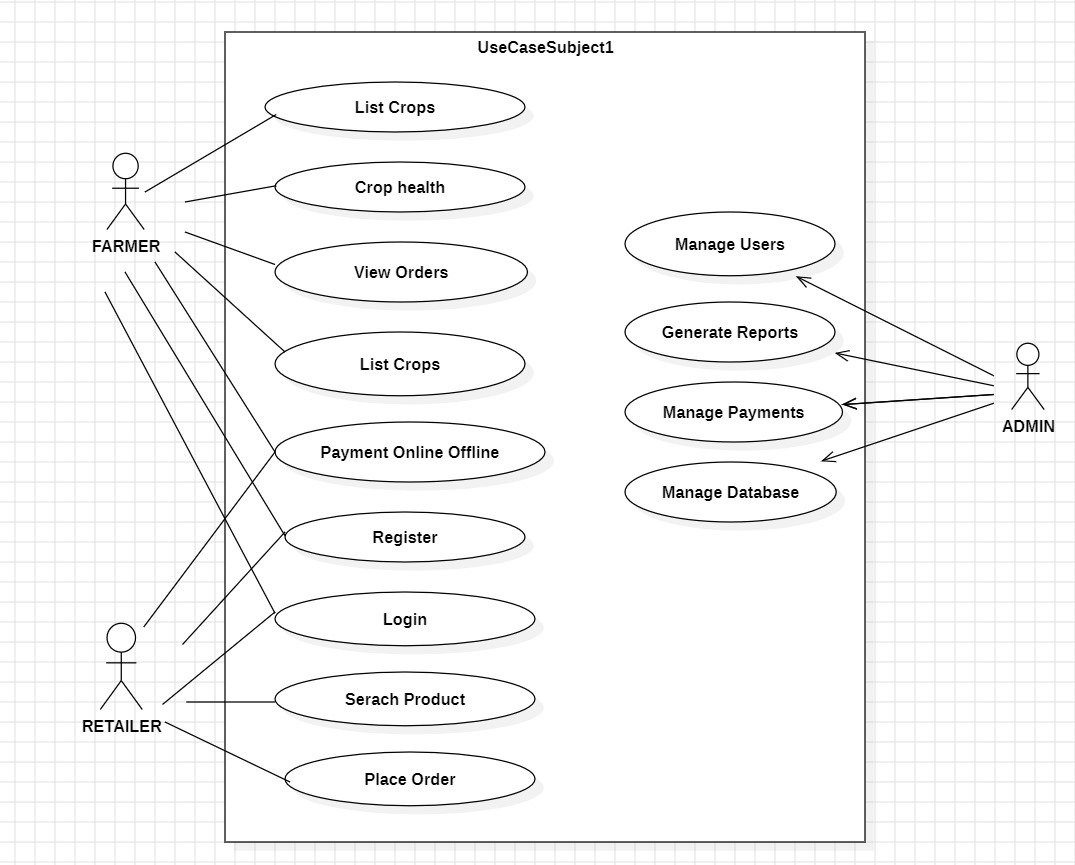 UseCaseSubject1
List Crops
Crop health
FARMER
View Orders
List Crops
Payment Online Offline
Register
Login
Serach Product
RETAILER
Place Order
Manage Users
Generate Reports
Manage Payments
Manage Database
ADMIN